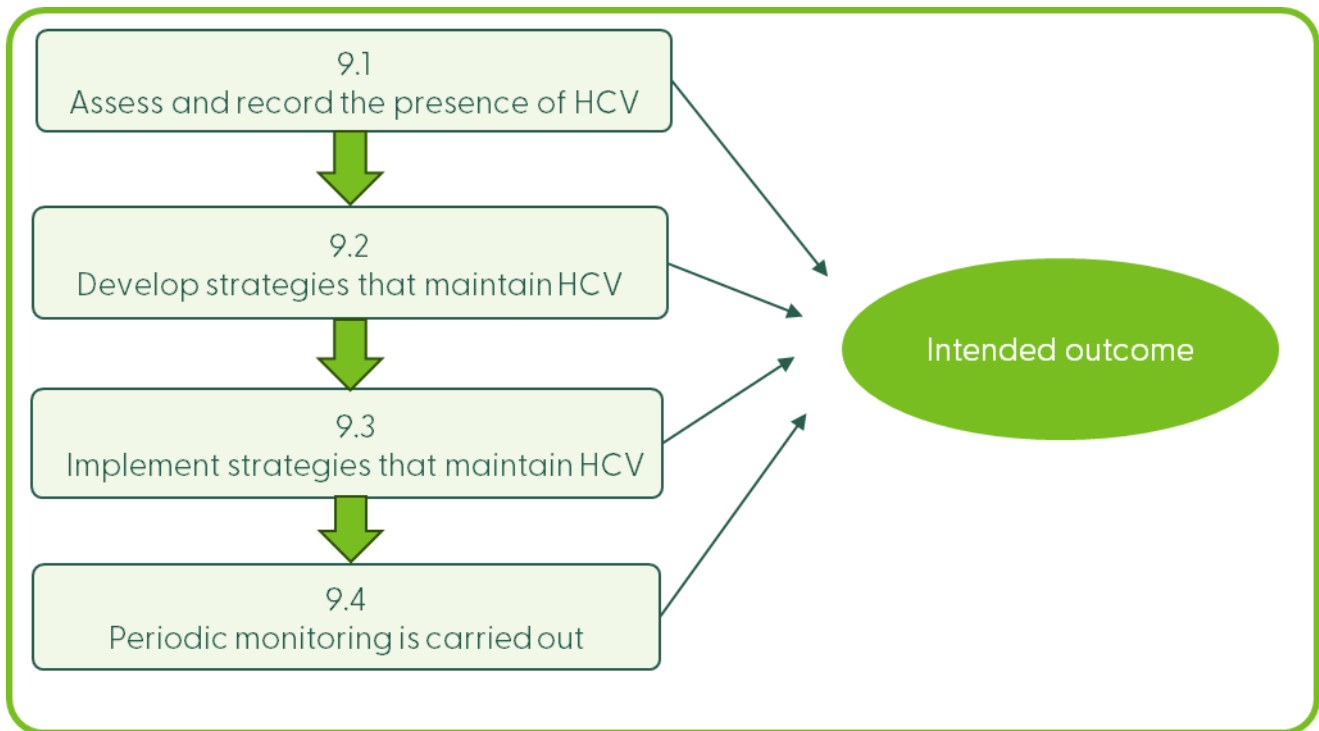 9.1
Assess and record the presence of HCV
9.2
Develop strategies that maintain HCV
9.3
Implement strategies that maintain HCV
9.4
Periodic monitoring is carried out
Intended outcome